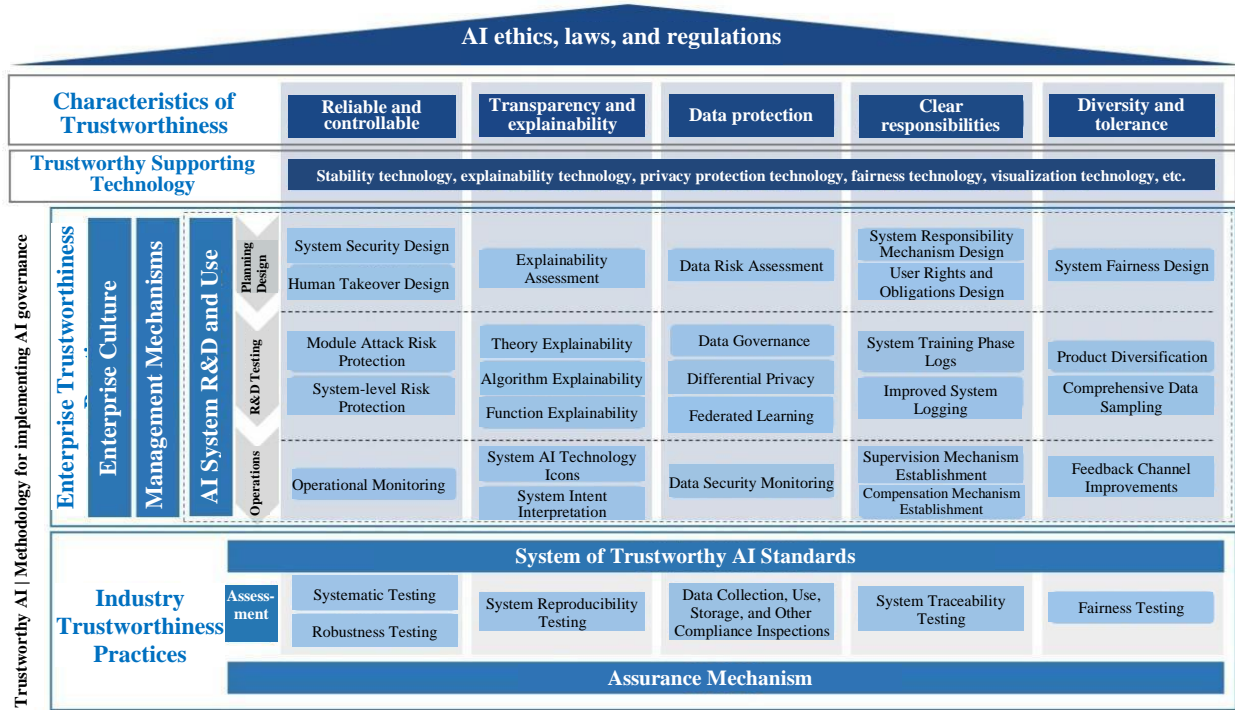 AI ethics, laws, and regulations
Characteristics of
Trustworthiness
Reliable and
controllable
Transparency and
explainability
Data protection
Clear
responsibilities
Diversity and
tolerance
Trustworthy Supporting
Technology
Stability technology, explainability technology, privacy protection technology, fairness technology, visualization technology, etc.
Trustworthy AI | Methodology for implementing AI governance
Enterprise Trustworthiness
Enterprise Culture
Management Mechanisms
AI System R&D and Use
Planning
Design
System Security Design
Human Takeover Design
Explainability
Assessment
Data Risk Assessment
System Responsibility
Mechanism Design
User Rights and
Obligations Design
System Fairness Design
R&D Testing
Module Attack Risk
Protection
System-level Risk
Protection
Theory Explainability
Algorithm Explainability
Function Explainability
Data Governance
Differential Privacy
Federated Learning
System Training Phase
Logs
Improved System
Logging
Product Diversification
Comprehensive Data
Sampling
Operations
Operational Monitoring
System AI Technology
Icons
System Intent
Interpretation
Data Security Monitoring
Supervision Mechanism
Establishment
Compensation Mechanism
Establishment
Feedback Channel
Improvements
Industry
Trustworthiness
Practices
System of Trustworthy AI Standards
Assess-
ment
Systematic Testing
Robustness Testing
System Reproducibility
Testing
Data Collection, Use,
Storage, and Other
Compliance Inspections
System Traceability
Testing
Fairness Testing
Assurance Mechanism